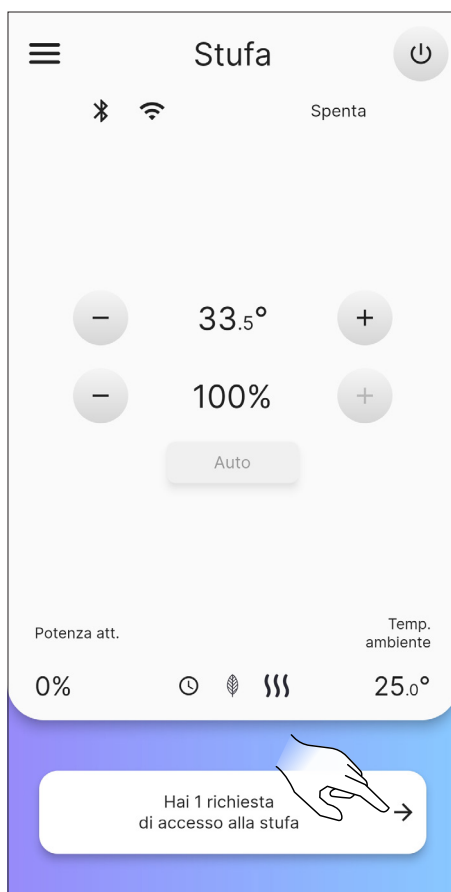 Stufa
Spenta
− 33.5° +
− 100% +
Auto
Potenza att.
Temp.
ambiente
0%
25.0°
Hai 1 richiesta
di accesso alla stufa